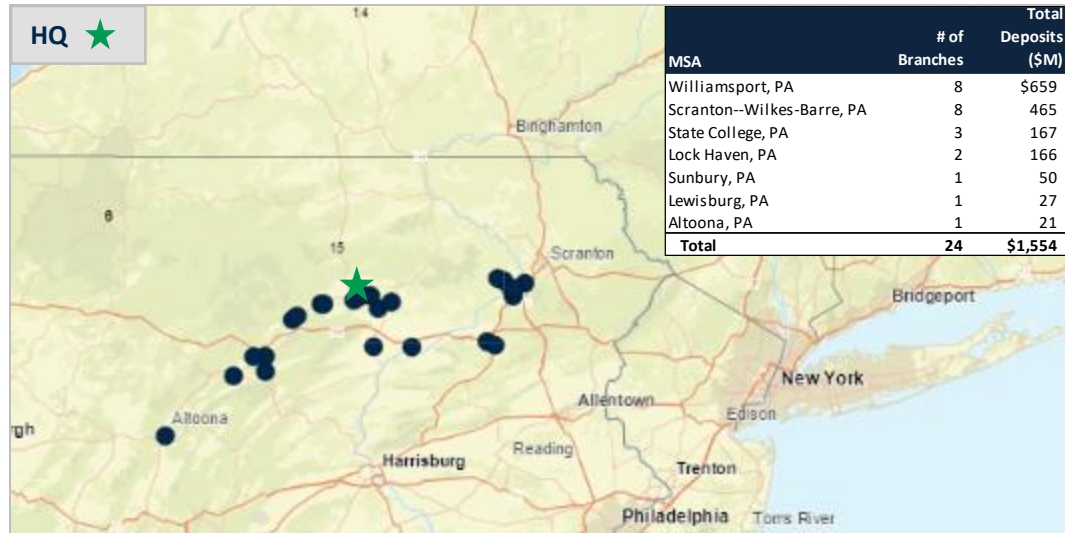 HQ
14
Binghamton
6
15
Scranton
Bridgeport
New York
Allentown
Edison
Altoona
rgh
Reading
Harrisburg
Trenton
Philadelphia
Toms River
MSA # of Branches Total Deposits ($M)
Williamsport, PA 8 $659
Scranton--Wilkes-Barre, PA 8 465
State College, PA 3 167
Lock Haven, PA 2 166
Sunbury, PA 1 50
Lewisburg, PA 1 27
Altoona, PA 1 21
Total 24 $1,554